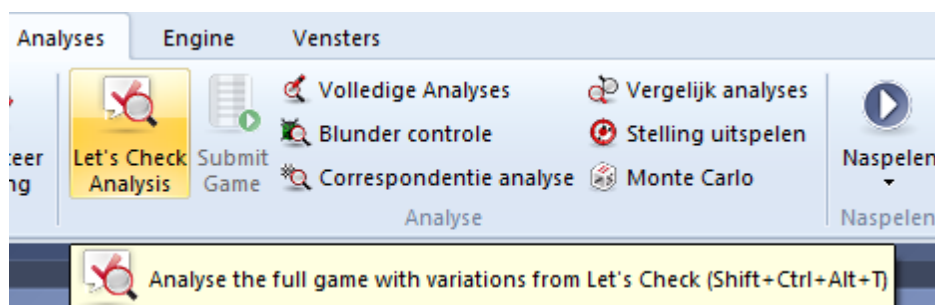 Analyses Engine Vensters
Volledige Analyses Vergelijk analyses
Let's Check Submit Blunder controle Stelling uitspelen Naspelen
Analysis Game Correspondentie analyse Monte Carlo
Analyse Naspelen
Analyse the full game with variations from Let's Check (Shift+Ctrl+Alt+T)